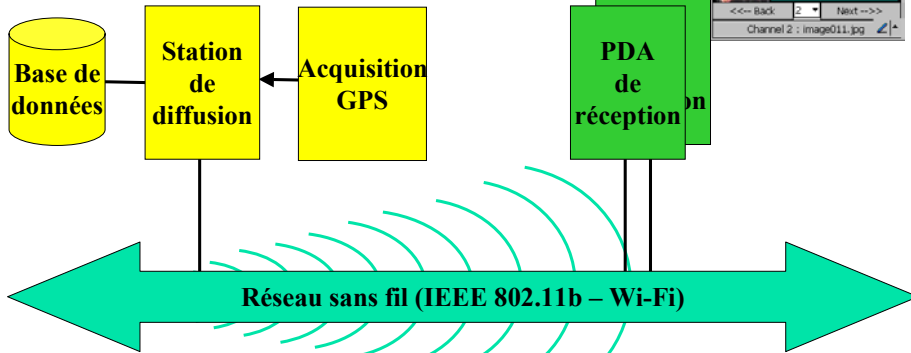 <<-- Back 2 Next -->>
Channel 2 : image011.jpg
Base de
données
Station
de
diffusion
Acquisition
GPS
PDA
de
réception
on
Réseau sans fil (IEEE 802.11b – Wi-Fi)